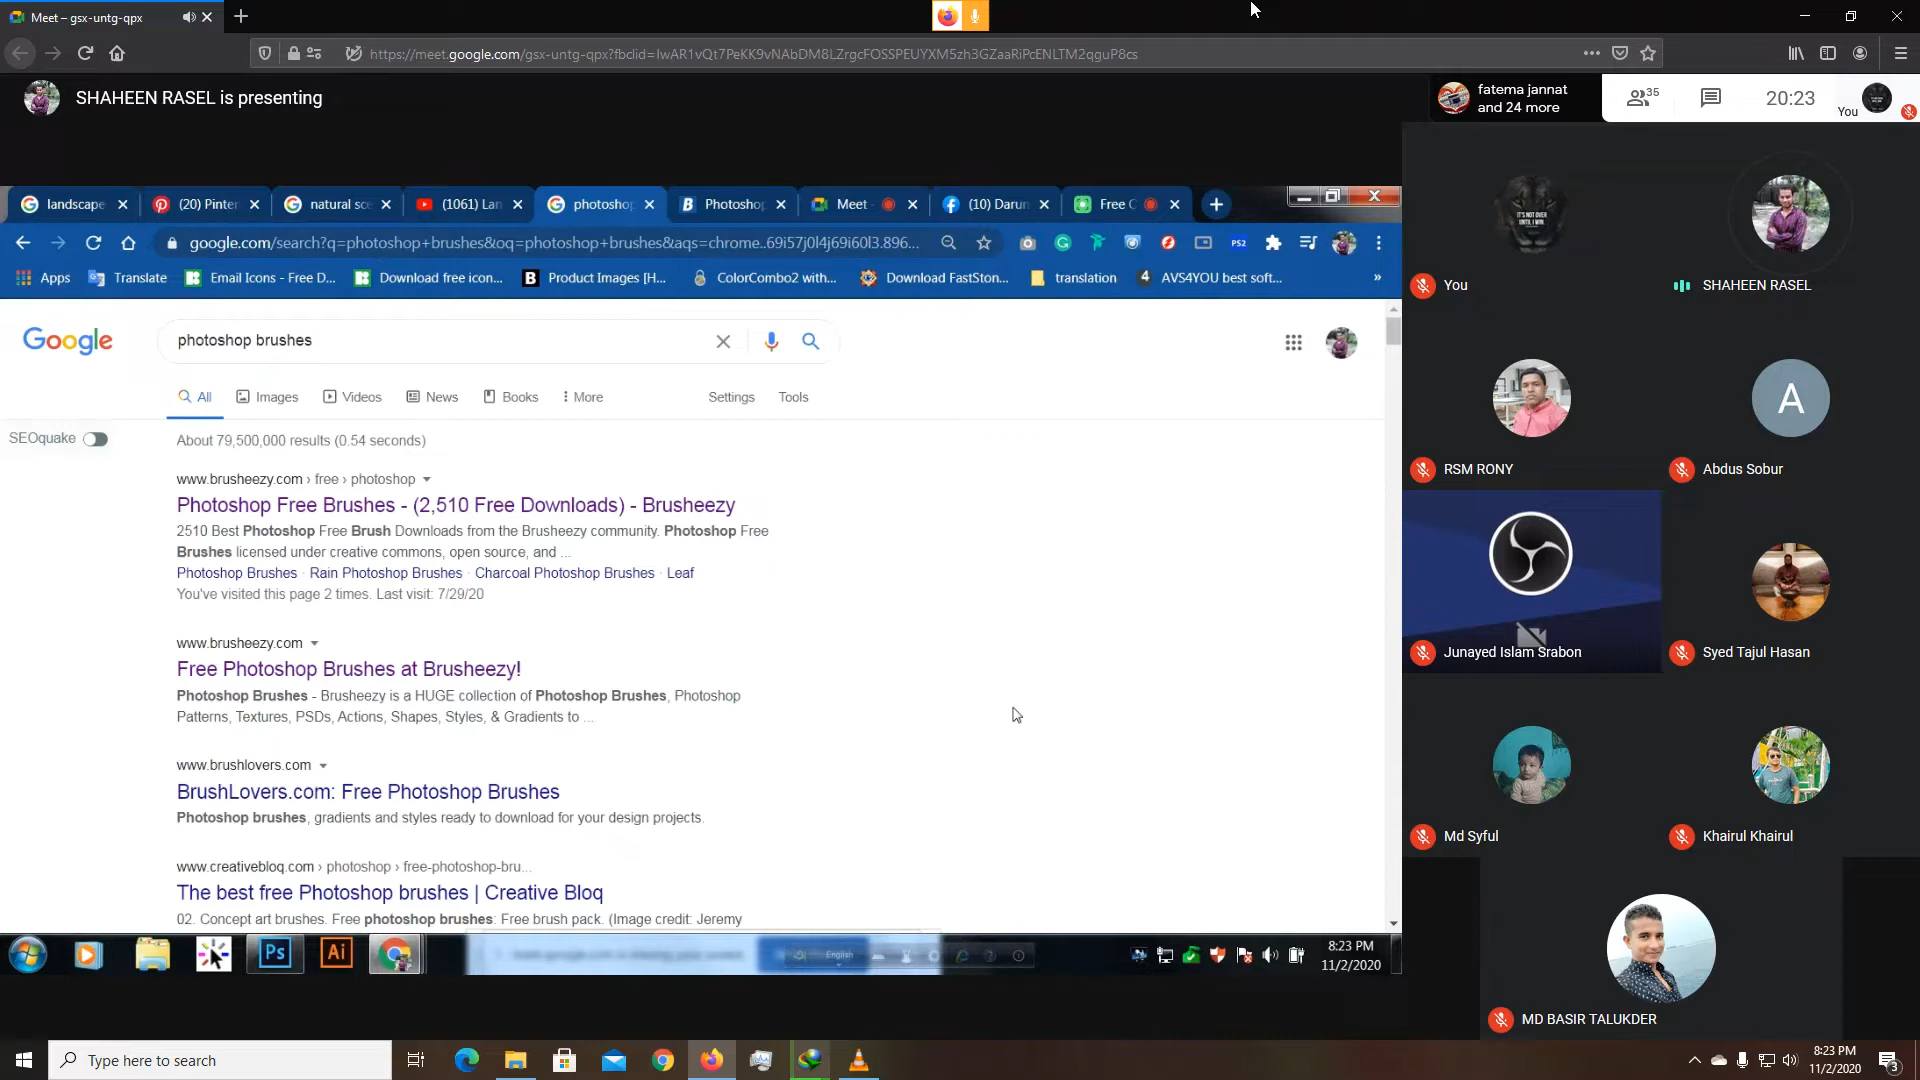 Meet – gsx-untg-qpx
https://meet.google.com/gsx-untg-qpx?fbclid=IwAR1vQt7PeKK9vNAbDM8LZrgcFOSSPEUYXM5zh3GZaaRiPcENLTM2qguP8cs
SHAHEEN RASEL is presenting
fatema jannat
and 24 more
35
20:23
You
landscape
(20) Pinter
natural sce
(1061) Lan
photoshop
Photoshop
Meet -
(10) Darun
Free C
google.com/search?q=photoshop+brushes&oq=photoshop+brushes&aqs=chrome..69i57j0l4j69i60l3.896...
PS2
Apps
Translate
Email Icons - Free D...
Download free icon...
Product Images [H...
ColorCombo2 with...
Download FastSton...
translation
AVS4YOU best soft...
»
Google
photoshop brushes
All
Images
Videos
News
Books
More
Settings
Tools
SEOquake
About 79,500,000 results (0.54 seconds)
www.brusheezy.com › free › photoshop
Photoshop Free Brushes - (2,510 Free Downloads) - Brusheezy
2510 Best Photoshop Free Brush Downloads from the Brusheezy community. Photoshop Free
Brushes licensed under creative commons, open source, and ...
Photoshop Brushes · Rain Photoshop Brushes · Charcoal Photoshop Brushes · Leaf
You've visited this page 2 times. Last visit: 7/29/20
www.brusheezy.com
Free Photoshop Brushes at Brusheezy!
Photoshop Brushes - Brusheezy is a HUGE collection of Photoshop Brushes, Photoshop
Patterns, Textures, PSDs, Actions, Shapes, Styles, & Gradients to ...
www.brushlovers.com
BrushLovers.com: Free Photoshop Brushes
Photoshop brushes, gradients and styles ready to download for your design projects.
www.creativebloq.com › photoshop › free-photoshop-bru...
The best free Photoshop brushes | Creative Bloq
02. Concept art brushes. Free photoshop brushes: Free brush pack. (Image credit: Jeremy
Ps
Ai
English
8:23 PM
11/2/2020
IT'S NOT OVER
UNTIL I WIN.
You
SHAHEEN RASEL
RSM RONY
A
Abdus Sobur
Junayed Islam Srabon
Syed Tajul Hasan
Md Syful
Khairul Khairul
MD BASIR TALUKDER
Type here to search
8:23 PM
11/2/2020
3